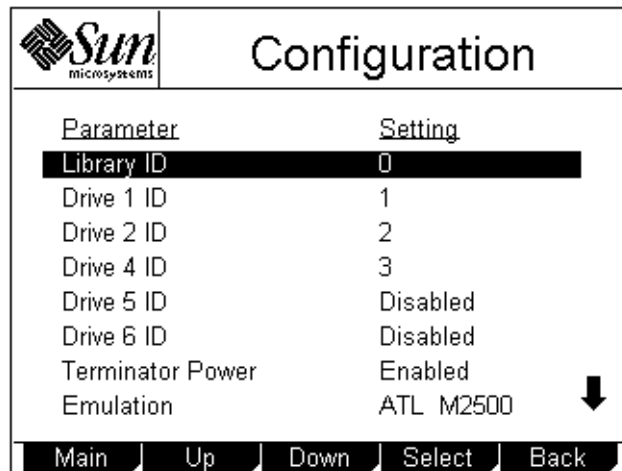 Sun
microsystems
Configuration
Parameter Setting
Library ID 0
Drive 1 ID 1
Drive 2 ID 2
Drive 4 ID 3
Drive 5 ID Disabled
Drive 6 ID Disabled
Terminator Power Enabled
Emulation ATL M2500
Main Up Down Select Back